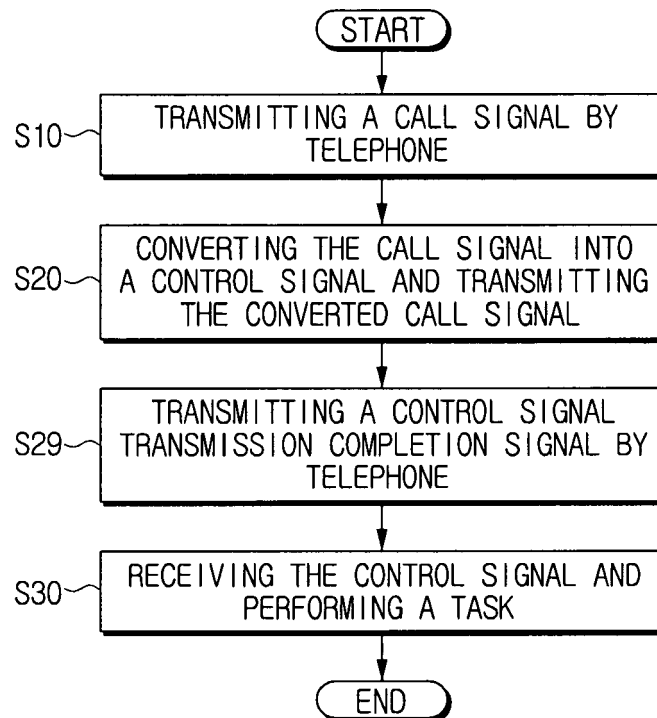 START
S10
TRANSMITTING A CALL SIGNAL BY
TELEPHONE
S20
CONVERTING THE CALL SIGNAL INTO
A CONTROL SIGNAL AND TRANSMITTING
THE CONVERTED CALL SIGNAL
S29
TRANSMITTING A CONTROL SIGNAL
TRANSMISSION COMPLETION SIGNAL BY
TELEPHONE
S30
RECEIVING THE CONTROL SIGNAL AND
PERFORMING A TASK
END